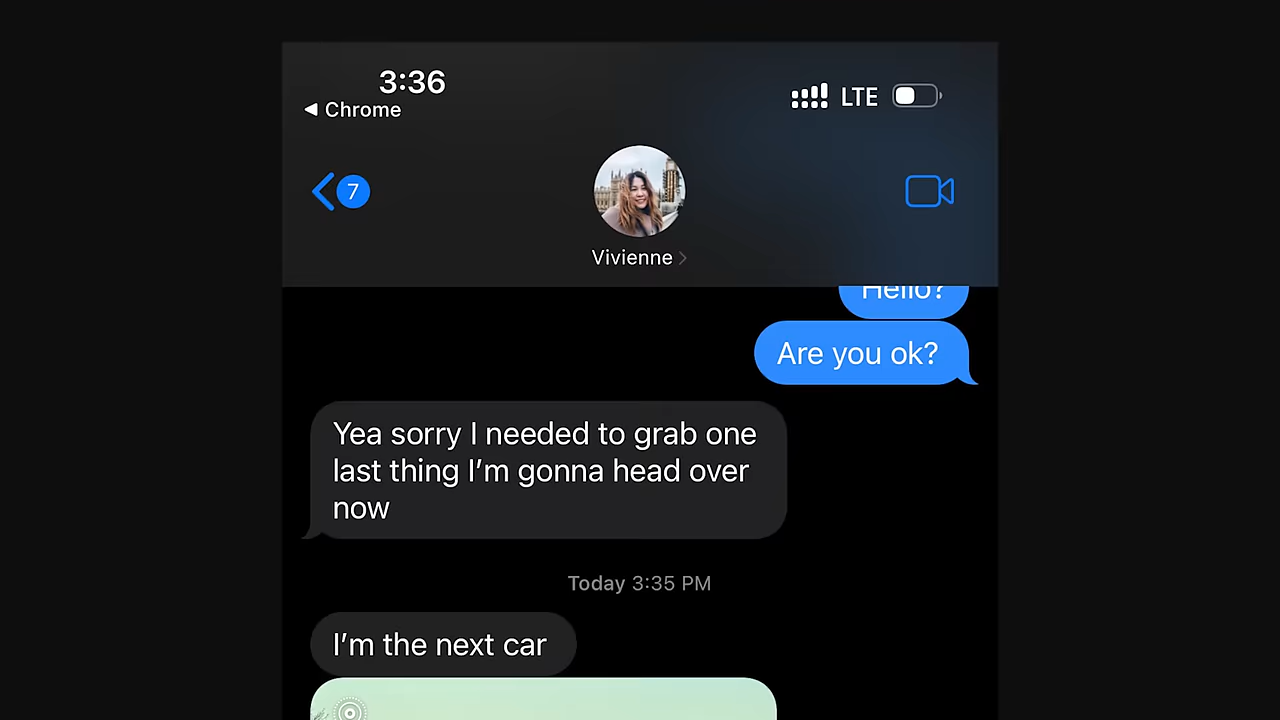 3:36
LTE
◀ Chrome
7
Vivienne
Hello?
Are you ok?
Yea sorry I needed to grab one
last thing I’m gonna head over
now
Today 3:35 PM
I’m the next car